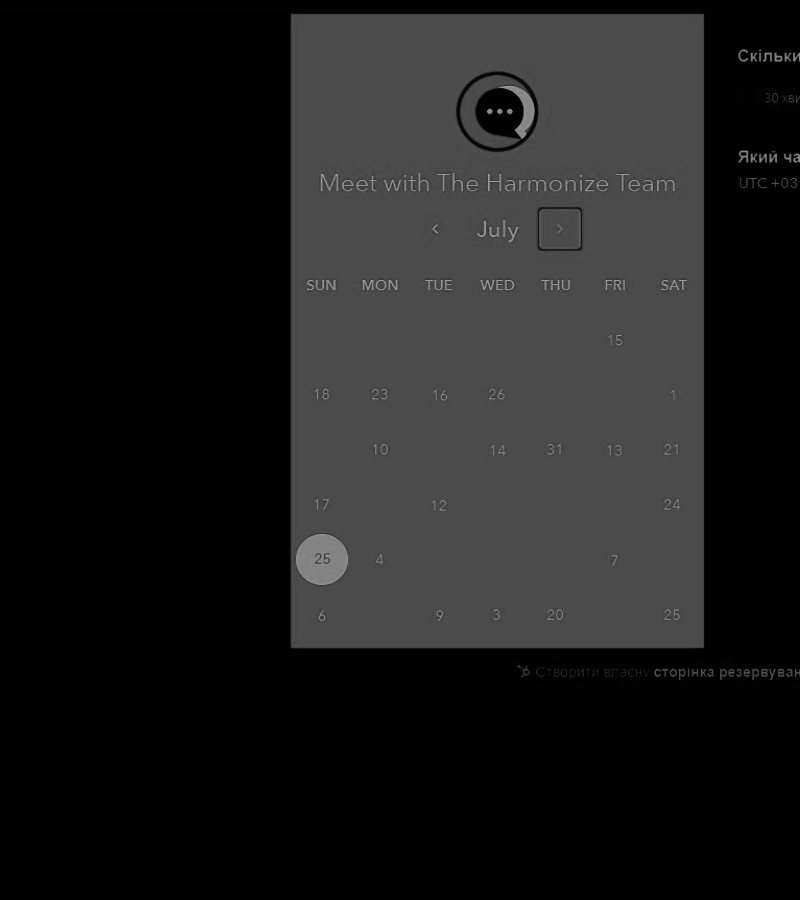 Скільки
30 хви
Який ча
UTC +03
Meet with The Harmonize Team
July
SUN MON TUE WED THU FRI SAT
15
18 23 16 26 1
10 14 31 13 21
17 12 24
25 4 7
6 9 3 20 25
Створити власну сторінка резервуван